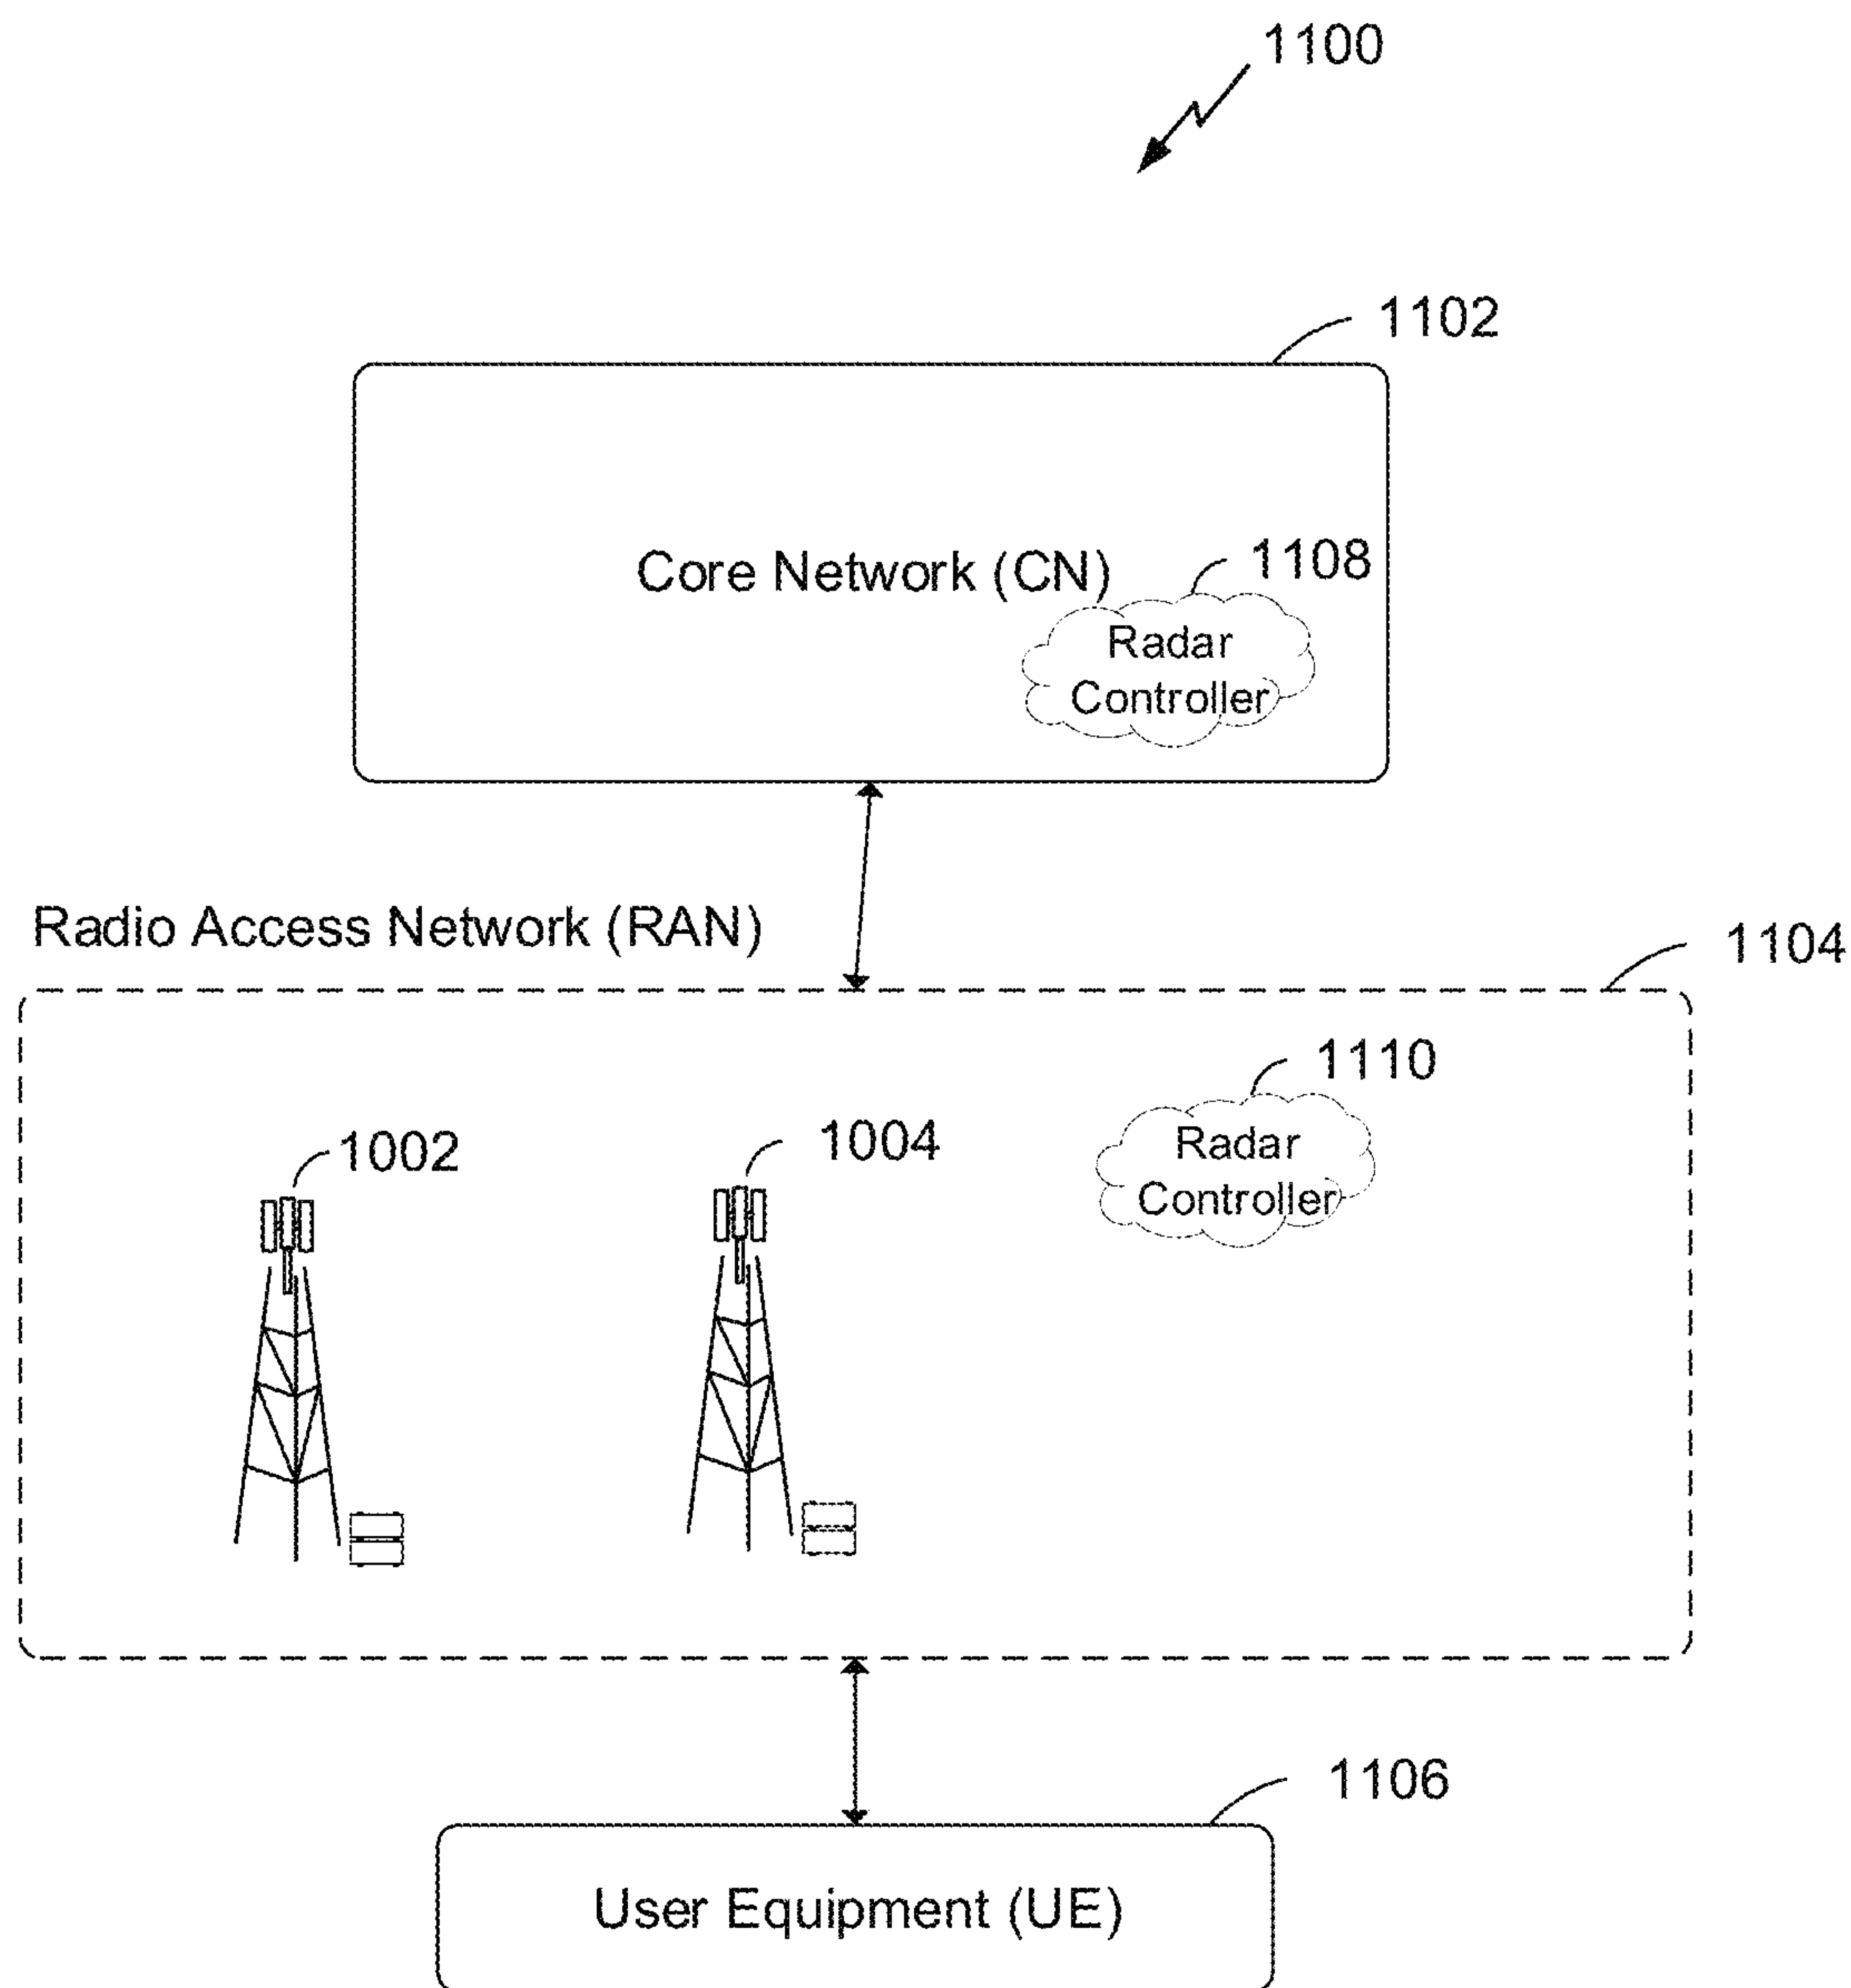 1100
1102
Core Network (CN)
1108
Radar
Controller
Radio Access Network (RAN)
1104
1110
Radar
Controller
1002
1004
1106
User Equipment (UE)